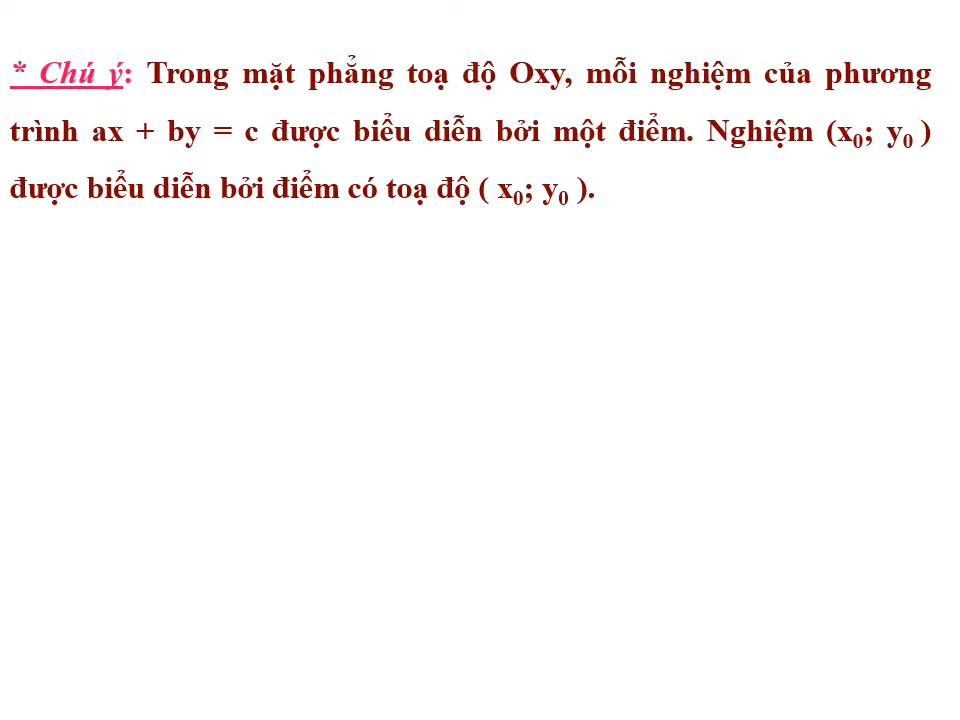 * Chú ý: Trong mặt phẳng toạ độ Oxy, mỗi nghiệm của phương
trình ax + by = c được biểu diễn bởi một điểm. Nghiệm (x₀; y₀ )
được biểu diễn bởi điểm có toạ độ ( x₀; y₀ ).